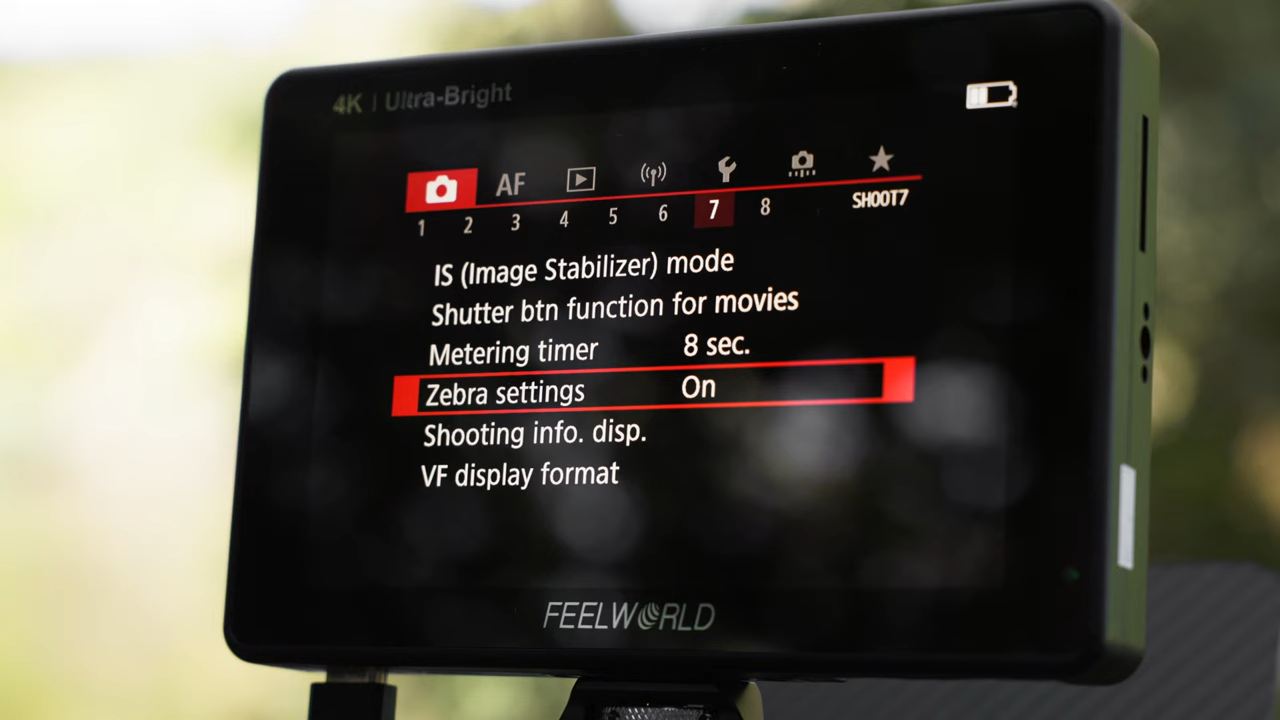 4K | Ultra-Bright
AF
1 2 3 4 5 6 7 8 SHOOT7
IS (Image Stabilizer) mode
Shutter btn function for movies
Metering timer 8 sec.
Zebra settings On
Shooting info. disp.
VF display format
FEELWORLD